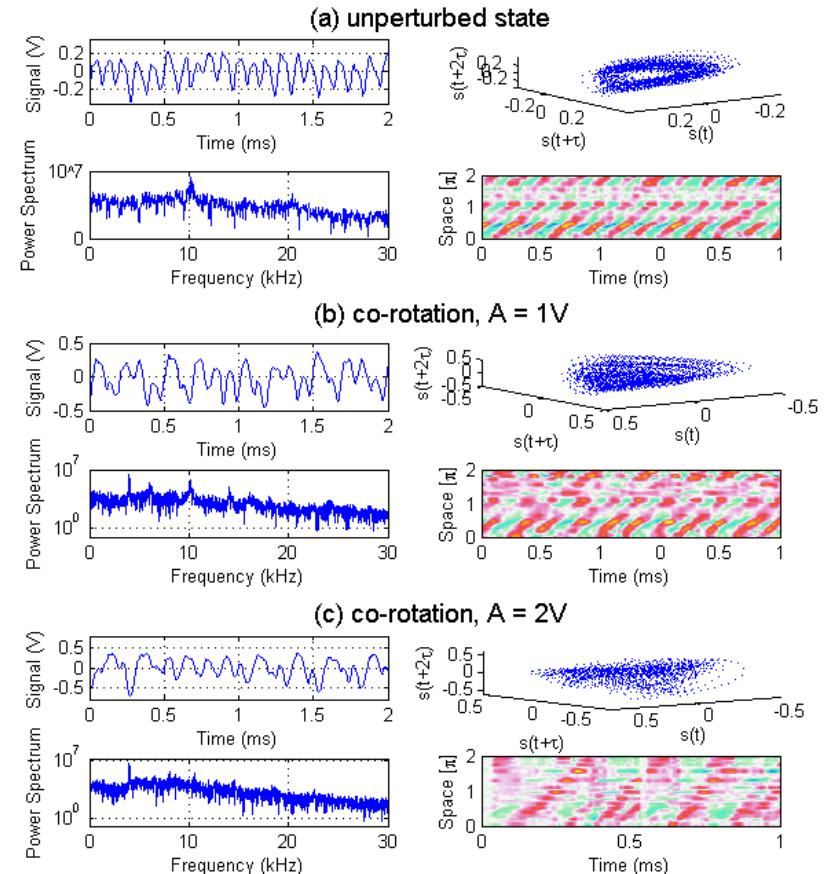 (a) unperturbed state
Signal (V)
0.2
0
-0.2
0 0.5 1 1.5 2
Time (ms)
s(t+2τ)
0.2
0
-0.2
-0.2 0 0.2
s(t+τ)
0.2 0 -0.2
s(t)
Power Spectrum
10^7
0
0 10 20 30
Frequency (kHz)
Space [π]
2
1
0
0 0.5 1 0 0.5 1
Time (ms)
(b) co-rotation, A = 1V
Signal (V)
0.5
0
-0.5
0 0.5 1 1.5 2
Time (ms)
s(t+2τ)
0.5
0
-0.5
-0.5 0 0.5
s(t+τ)
0.5 0 -0.5
s(t)
Power Spectrum
10^7
10^0
0 10 20 30
Frequency (kHz)
Space [π]
2
1
0
0 0.5 1 0 0.5 1
Time (ms)
(c) co-rotation, A = 2V
Signal (V)
0.5
0
-0.5
0 0.5 1 1.5 2
Time (ms)
s(t+2τ)
0.5
0
-0.5
0.5 0 -0.5
s(t+τ)
0.5 0 -0.5
s(t)
Power Spectrum
10^7
10^0
0 10 20 30
Frequency (kHz)
Space [π]
2
1
0
0 0.5 1
Time (ms)